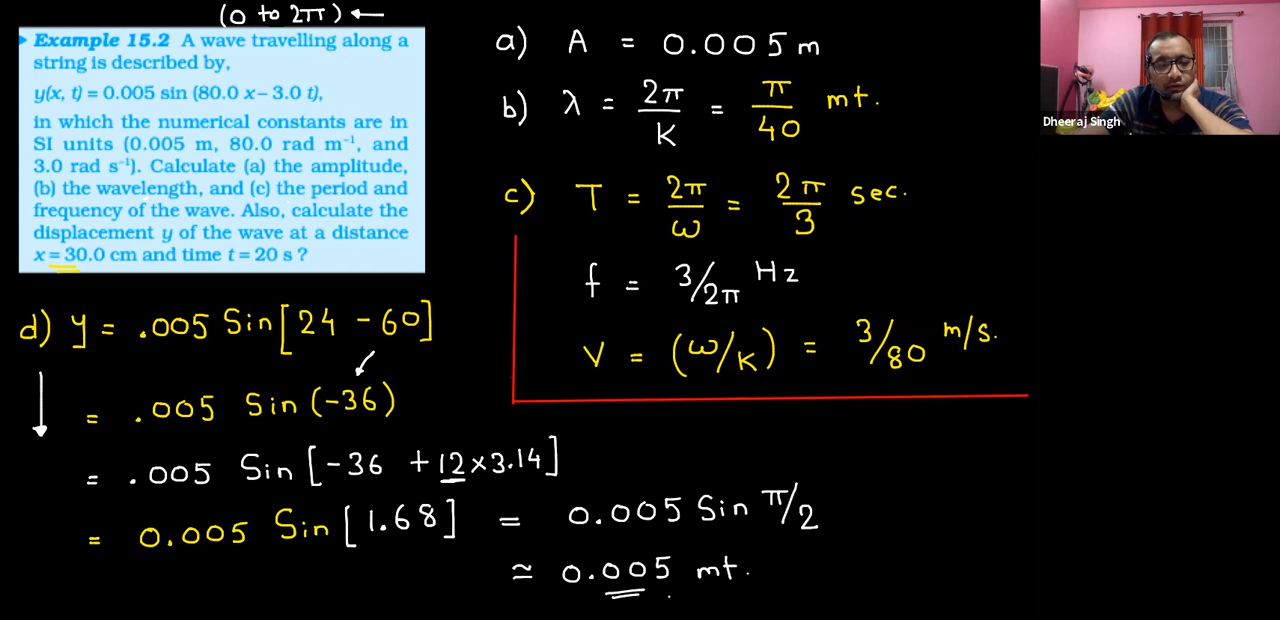 (0 to 2π) ←
Example 15.2 A wave travelling along a
string is described by,
y(x, t) = 0.005 sin (80.0 x– 3.0 t),
in which the numerical constants are in
SI units (0.005 m, 80.0 rad m⁻¹, and
3.0 rad s⁻¹). Calculate (a) the amplitude,
(b) the wavelength, and (c) the period and
frequency of the wave. Also, calculate the
displacement y of the wave at a distance
x = 30.0 cm and time t = 20 s ?
a) A = 0.005 m
b) λ = 2π/K = π/40 mt.
c) T = 2π/ω = 2π/3 sec.
f = 3/2π Hz
V = (ω/K) = 3/80 m/s.
d) y = .005 Sin[24 - 60]
= .005 Sin(-36)
= .005 Sin[-36 + 12×3.14]
= 0.005 Sin[1.68] = 0.005 Sin π/2
≃ 0.005 mt.
Dheeraj Singh